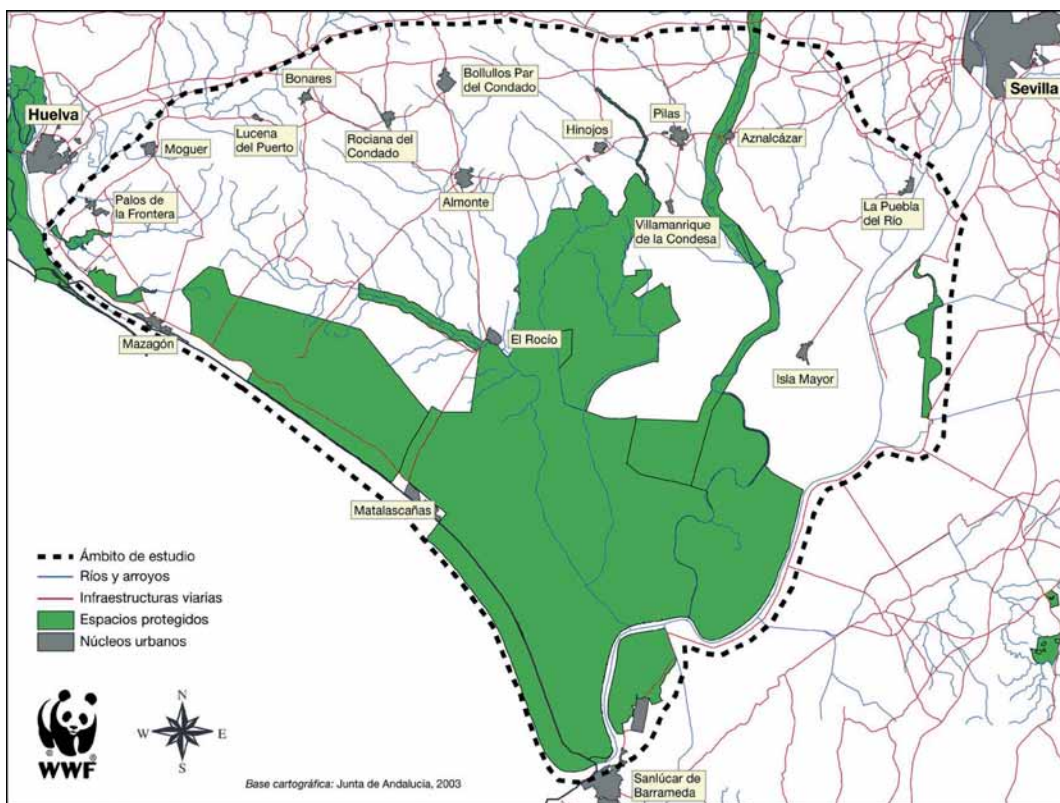 Sevilla
Bollullos Par
del Condado
Bonares
Huelva
Lucena
del Puerto
Rociana del
Condado
Hinojos
Pilas
Aznalcázar
Moguer
Almonte
Palos de
la Frontera
La Puebla
del Río
Villamanrique
de la Condesa
Mazagón
El Rocío
Isla Mayor
Matalascañas
Ámbito de estudio
Ríos y arroyos
Infraestructuras viarias
Espacios protegidos
Núcleos urbanos
N
W E
S
® ®
WWF
Base cartográfica: Junta de Andalucía, 2003
Sanlúcar de
Barrameda